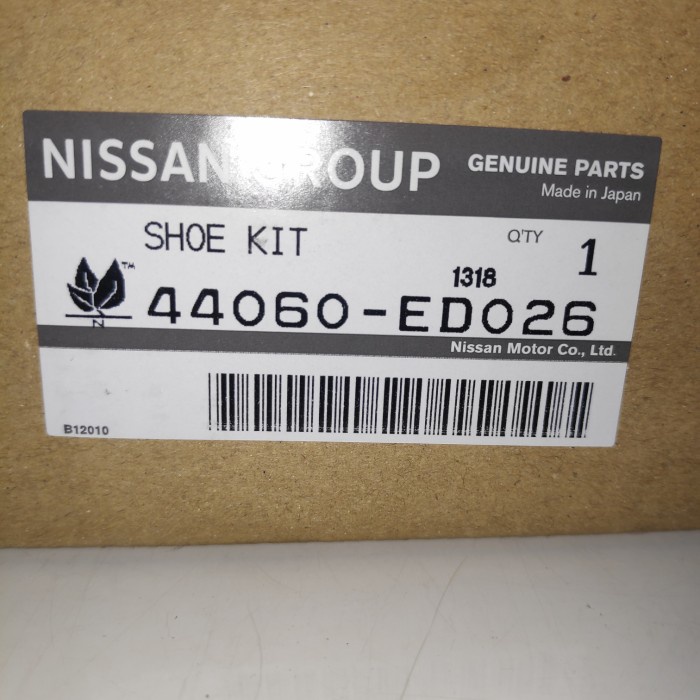 NISSAN GROUP GENUINE PARTS
Made in Japan
SHOE KIT Q'TY 1
1318
™
44060-ED026
N
Nissan Motor Co., Ltd.
B12010